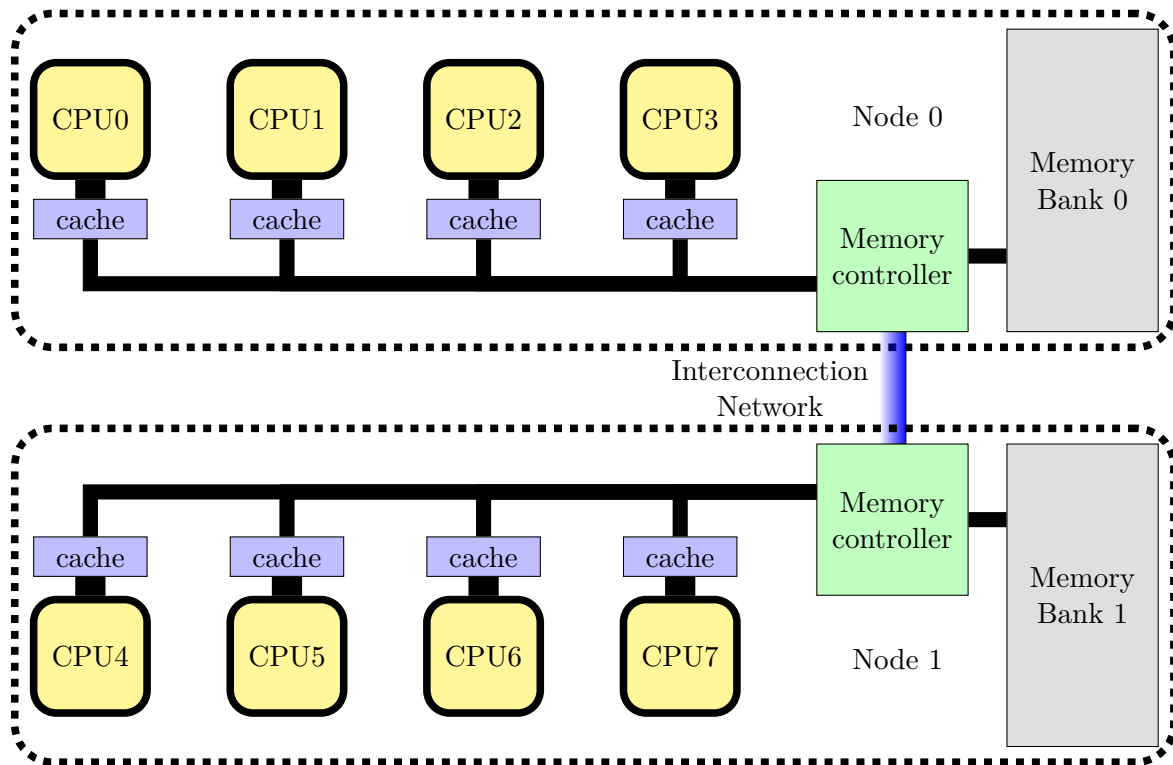 CPU0
CPU1
CPU2
CPU3
Node 0
Memory
Bank 0
cache
cache
cache
cache
Memory
controller
Interconnection
Network
Memory
controller
cache
cache
cache
cache
Memory
Bank 1
CPU4
CPU5
CPU6
CPU7
Node 1